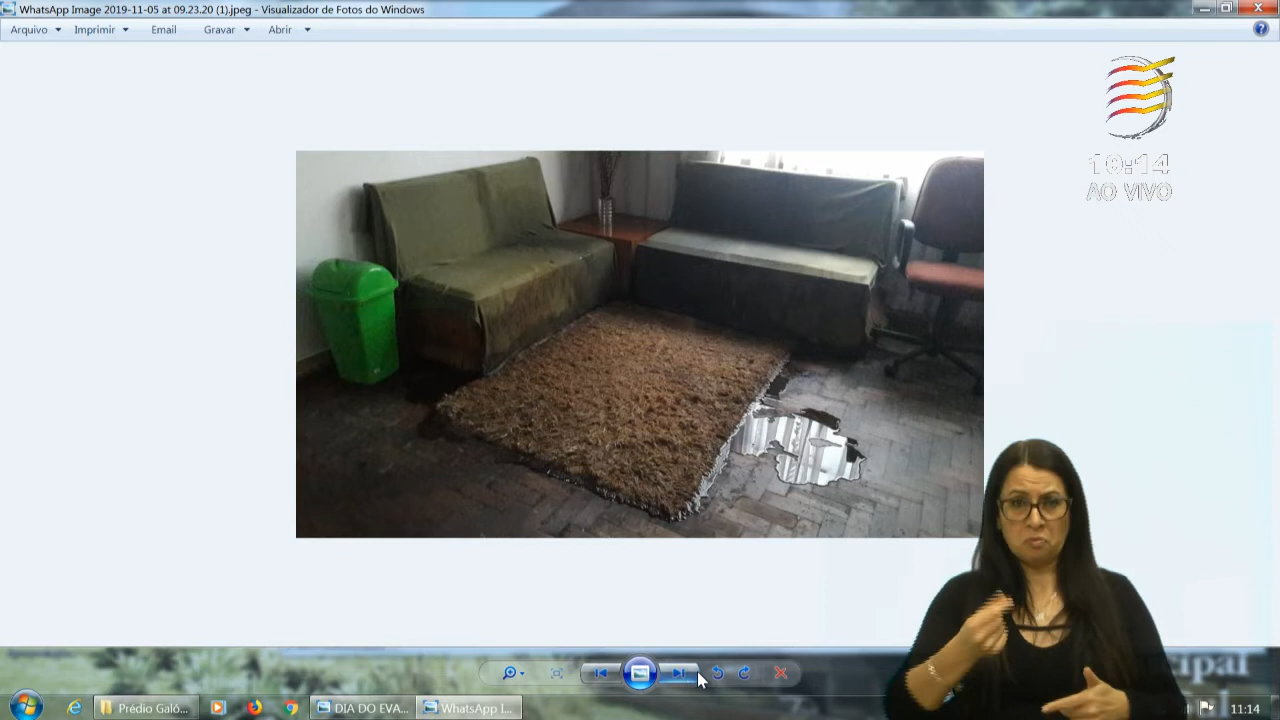 WhatsApp Image 2019-11-05 at 09.23.20 (1).jpeg - Visualizador de Fotos do Windows
Arquivo Imprimir Email Gravar Abrir
10:14
AO VIVO
Prédio Galó...
DIA DO EVA...
WhatsApp I...
11:14